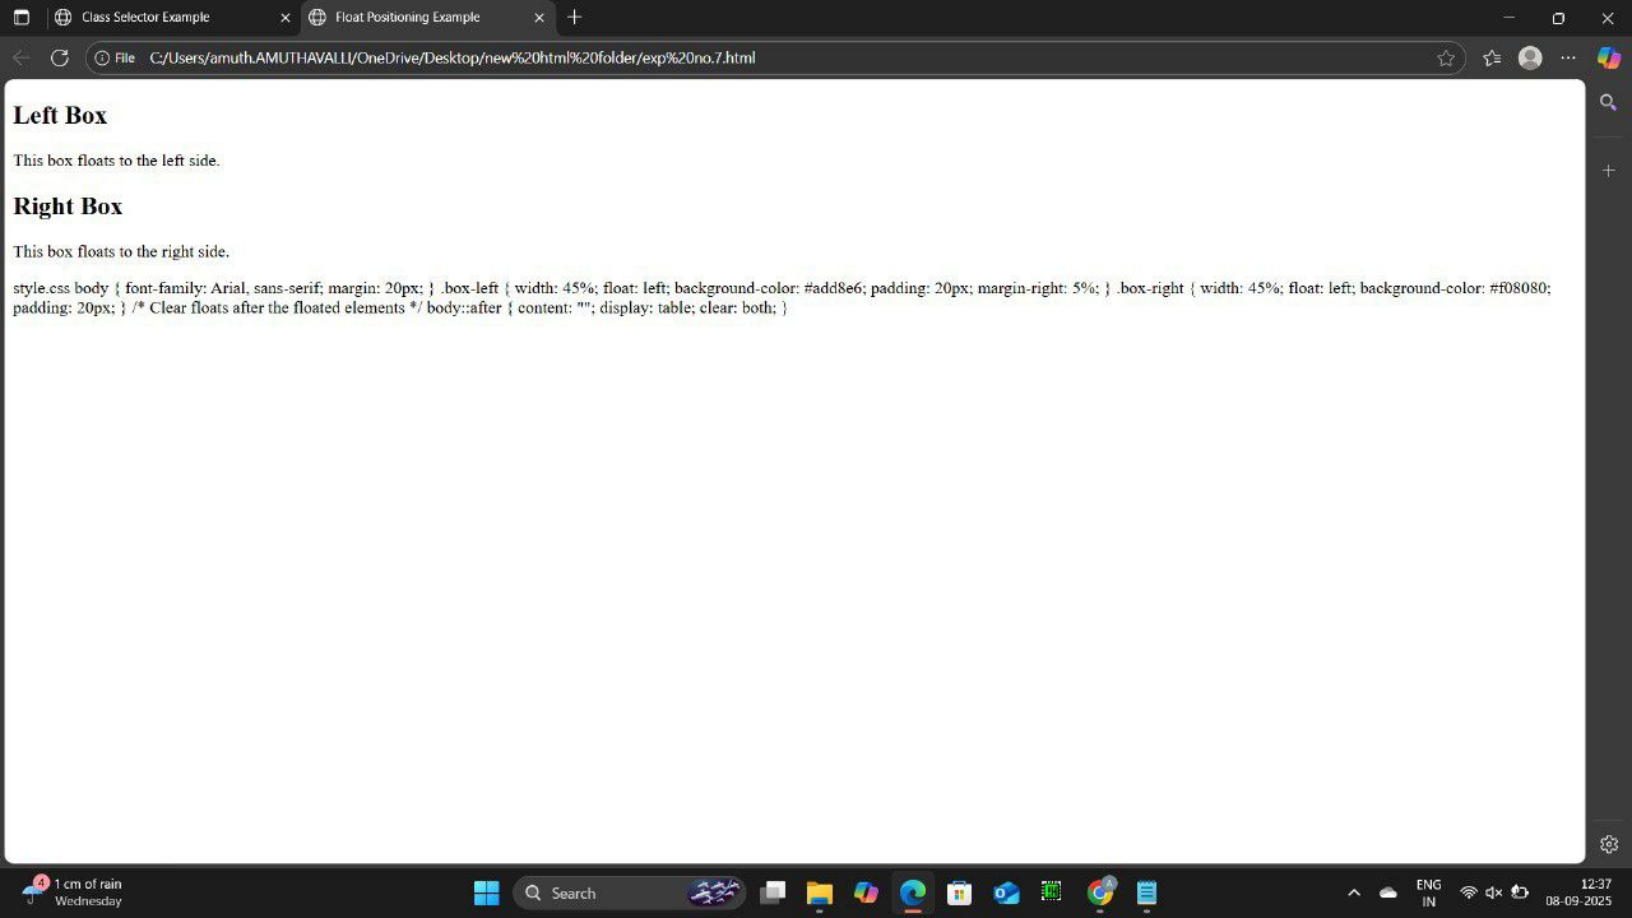 Class Selector Example
Float Positioning Example
File C:/Users/amuth.AMUTHAVALLI/OneDrive/Desktop/new%20html%20folder/exp%20no.7.html
Left Box
This box floats to the left side.
Right Box
This box floats to the right side.
style.css body { font-family: Arial, sans-serif; margin: 20px; } .box-left { width: 45%; float: left; background-color: #add8e6; padding: 20px; margin-right: 5%; } .box-right { width: 45%; float: left; background-color: #f08080;
padding: 20px; } /* Clear floats after the floated elements */ body::after { content: ""; display: table; clear: both; }
4
1 cm of rain
Wednesday
Search
A
ENG
IN
12:37
08-09-2025